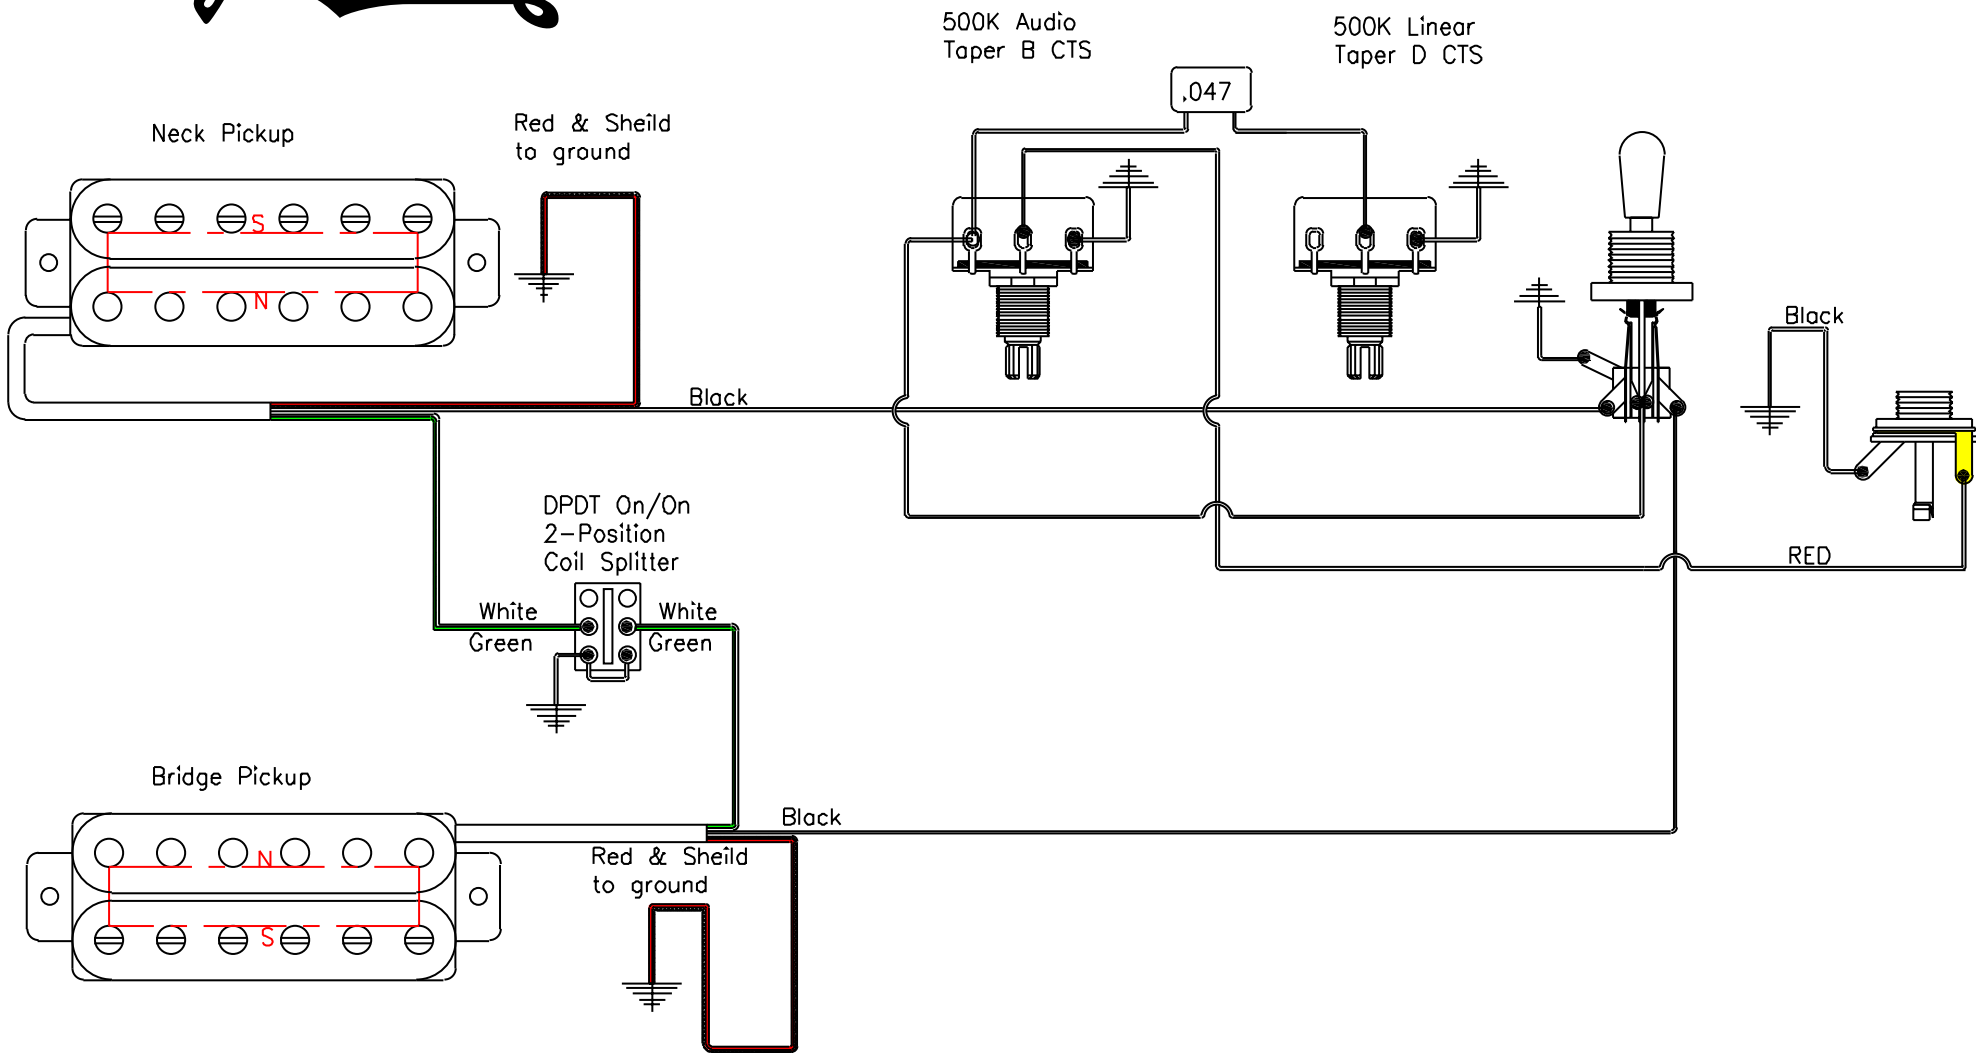 500K Audio
Taper B CTS
500K Linear
Taper D CTS
.047
Neck Pickup
Red & Sheild
to ground
S
N
Black
Black
DPDT On/On
2-Position
Coil Splitter
White
Green
White
Green
RED
Bridge Pickup
Black
Red & Sheild
to ground
N
S